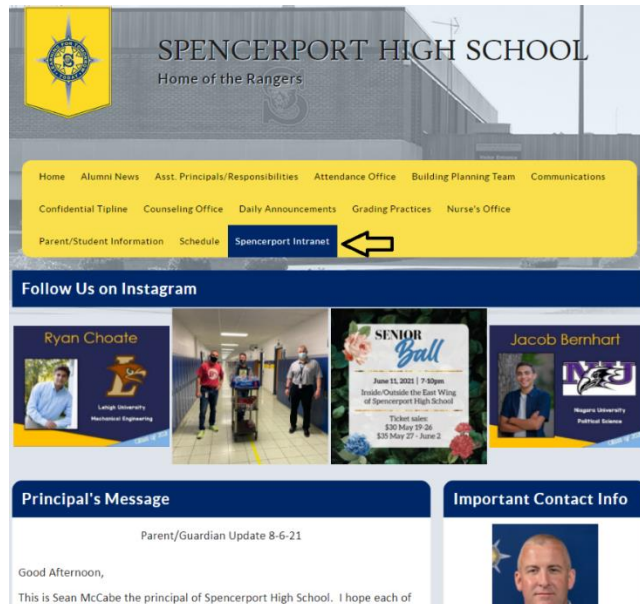 SPENCERPORT HIGH SCHOOL
Home of the Rangers
Home Alumni News Asst. Principals/Responsibilities Attendance Office Building Planning Team Communications
Confidential Tipline Counseling Office Daily Announcements Grading Practices Nurse's Office
Parent/Student Information Schedule Spencerport Intranet
Follow Us on Instagram
Ryan Choate
Lehigh University
Mechanical Engineering
SENIOR
Ball
June 11, 2021 | 7-10pm
Inside/Outside the East Wing
of Spencerport High School
Ticket sales:
$30 May 19-26
$35 May 27 - June 2
Jacob Bernhart
Niagara University
Political Science
Principal's Message
Parent/Guardian Update 8-6-21
Good Afternoon,
This is Sean McCabe the principal of Spencerport High School. I hope each of
Important Contact Info